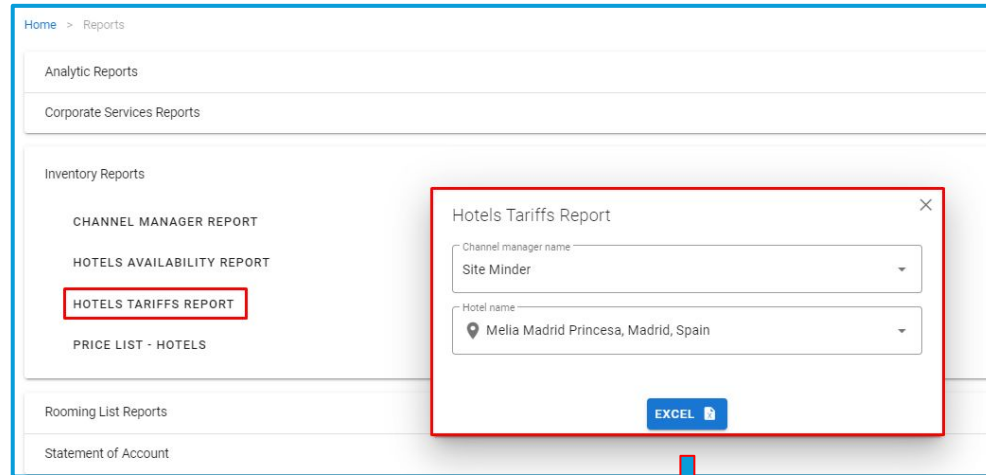 Home > Reports
Analytic Reports
Corporate Services Reports
Inventory Reports
CHANNEL MANAGER REPORT
HOTELS AVAILABILITY REPORT
HOTELS TARIFFS REPORT
PRICE LIST - HOTELS
Rooming List Reports
Statement of Account
Hotels Tariffs Report
Channel manager name
Site Minder
Hotel name
Melia Madrid Princesa, Madrid, Spain
EXCEL